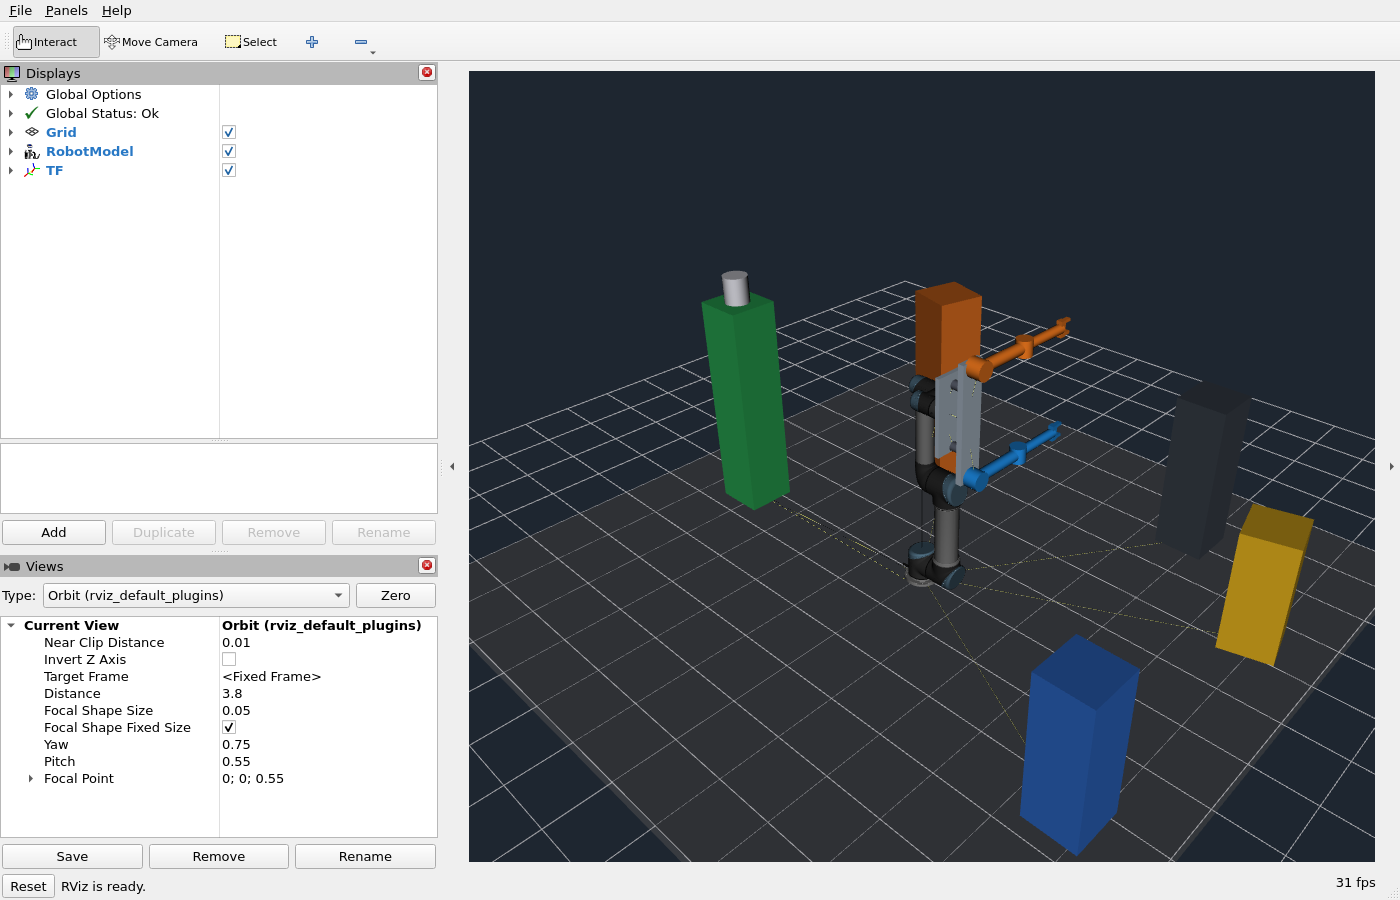 File Panels Help
Interact Move Camera Select
Displays
Global Options
Global Status: Ok
Grid
RobotModel
TF
Add Duplicate Remove Rename
Views
Type: Orbit (rviz_default_plugins) Zero
Current View Orbit (rviz_default_plugins)
Near Clip Distance 0.01
Invert Z Axis
Target Frame <Fixed Frame>
Distance 3.8
Focal Shape Size 0.05
Focal Shape Fixed Size
Yaw 0.75
Pitch 0.55
Focal Point 0; 0; 0.55
Save Remove Rename
Reset RViz is ready. 31 fps